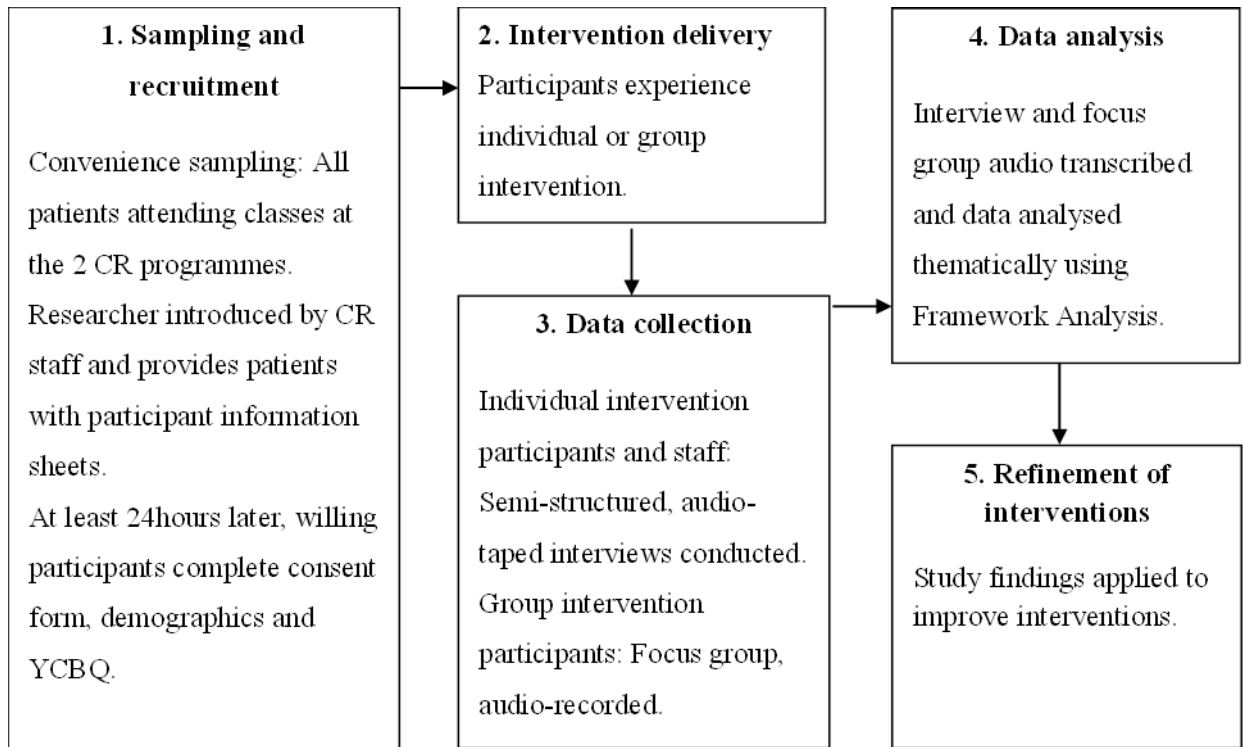 1. Sampling and
recruitment
Convenience sampling: All
patients attending classes at
the 2 CR programmes.
Researcher introduced by CR
staff and provides patients
with participant information
sheets.
At least 24hours later, willing
participants complete consent
form, demographics and
YCBQ.
2. Intervention delivery
Participants experience
individual or group
intervention.
3. Data collection
Individual intervention
participants and staff:
Semi-structured, audio-
taped interviews conducted.
Group intervention
participants: Focus group,
audio-recorded.
4. Data analysis
Interview and focus
group audio transcribed
and data analysed
thematically using
Framework Analysis.
5. Refinement of
interventions
Study findings applied to
improve interventions.